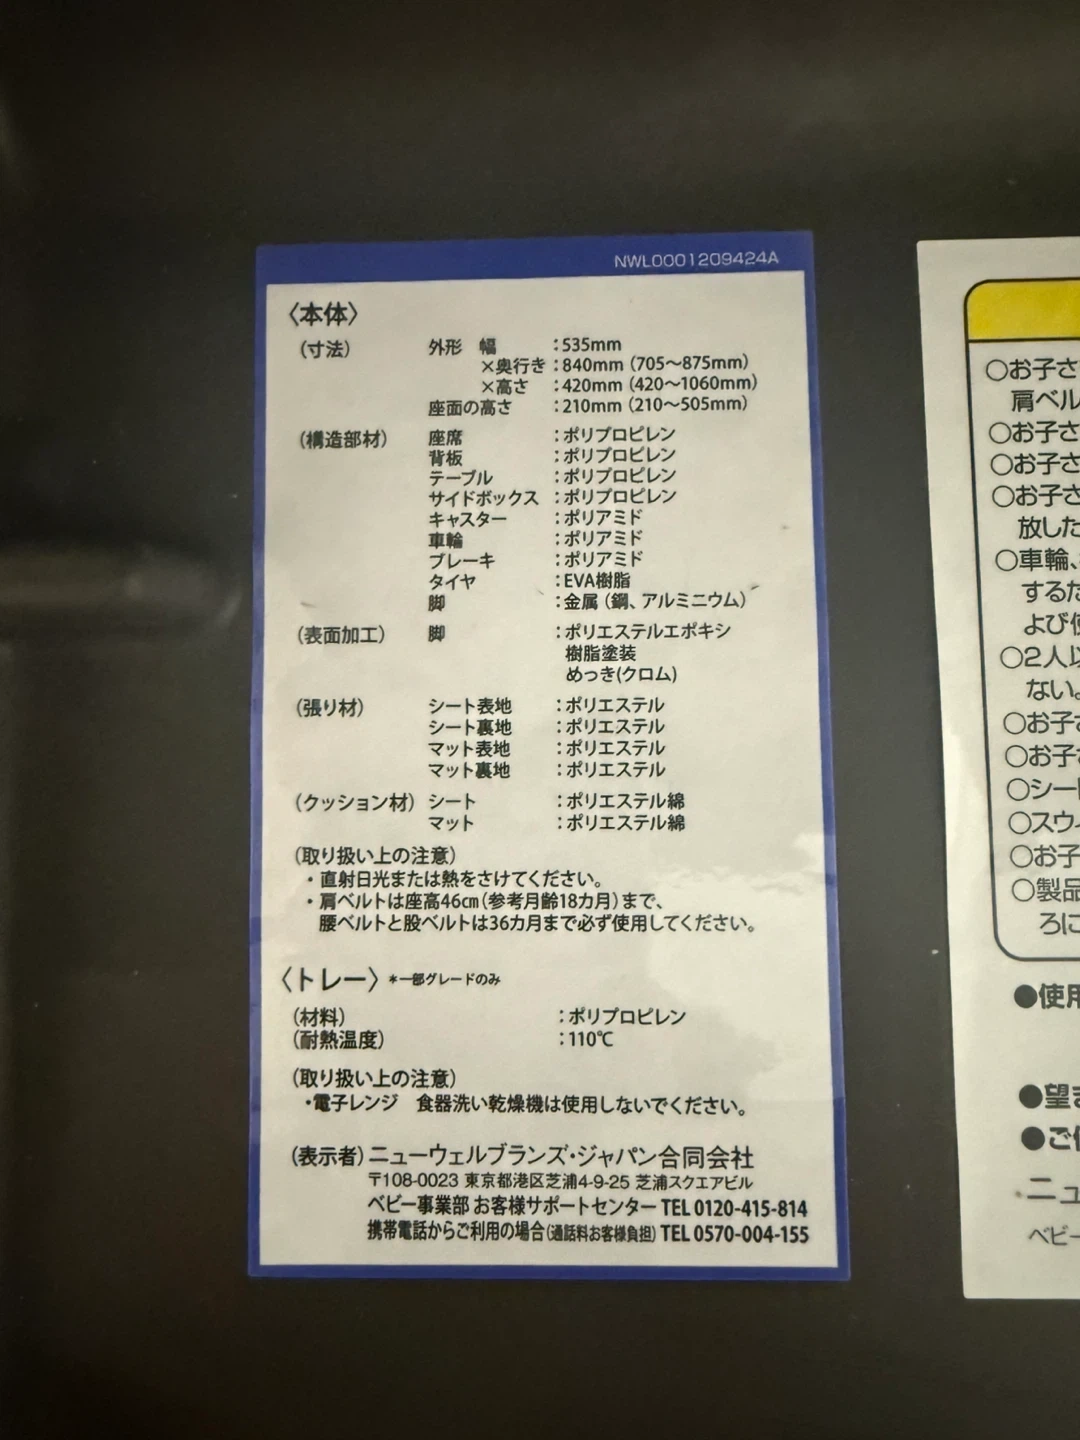 NWL0001209424A
〈本体〉
（寸法） 外形 幅 ：535mm
×奥行き：840mm（705～875mm）
×高さ ：420mm（420～1060mm）
座面の高さ ：210mm（210～505mm）
（構造部材） 座席 ：ポリプロピレン
背板 ：ポリプロピレン
テーブル ：ポリプロピレン
サイドボックス ：ポリプロピレン
キャスター ：ポリアミド
車輪 ：ポリアミド
ブレーキ ：ポリアミド
タイヤ ：EVA樹脂
脚 ：金属（鋼、アルミニウム）
（表面加工） 脚 ：ポリエステルエポキシ
樹脂塗装
めっき(クロム)
（張り材） シート表地 ：ポリエステル
シート裏地 ：ポリエステル
マット表地 ：ポリエステル
マット裏地 ：ポリエステル
（クッション材） シート ：ポリエステル綿
マット ：ポリエステル綿
（取り扱い上の注意）
・直射日光または熱をさけてください。
・肩ベルトは座高46㎝（参考月齢18カ月）まで、
腰ベルトと股ベルトは36カ月まで必ず使用してください。
〈トレー〉＊一部グレードのみ
（材料） ：ポリプロピレン
（耐熱温度） ：110℃
（取り扱い上の注意）
・電子レンジ 食器洗い乾燥機は使用しないでください。
（表示者）ニューウェルブランズ・ジャパン合同会社
〒108-0023 東京都港区芝浦4-9-25 芝浦スクエアビル
ベビー事業部 お客様サポートセンター TEL 0120-415-814
携帯電話からご利用の場合（通話料お客様負担）TEL 0570-004-155
○お子さ
肩ベル
○お子さ
○お子さ
○お子さ
放した
○車輪、
するた
よび使
○2人以
ない。
○お子さ
○お子さ
○シート
○スウィ
○お子
○製品
ろに
●使用
●望ま
●ご使
ニュ
ベビー